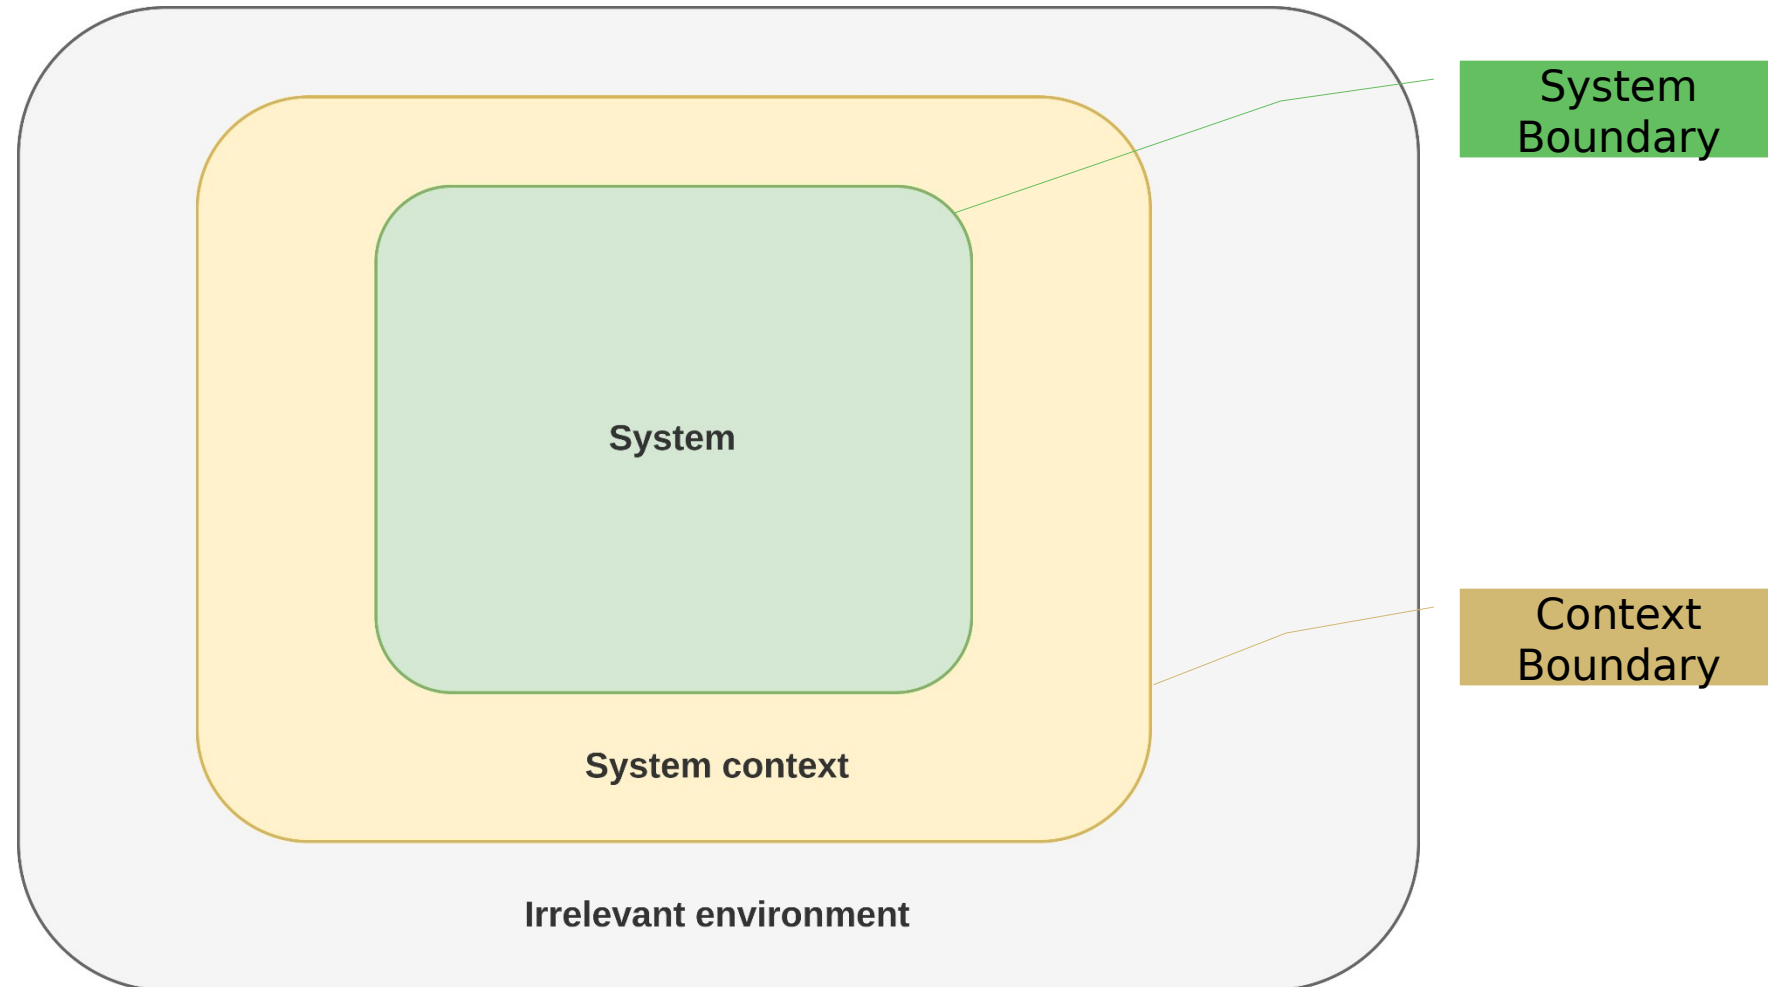 System
Boundary
System
Context
Boundary
System context
Irrelevant environment